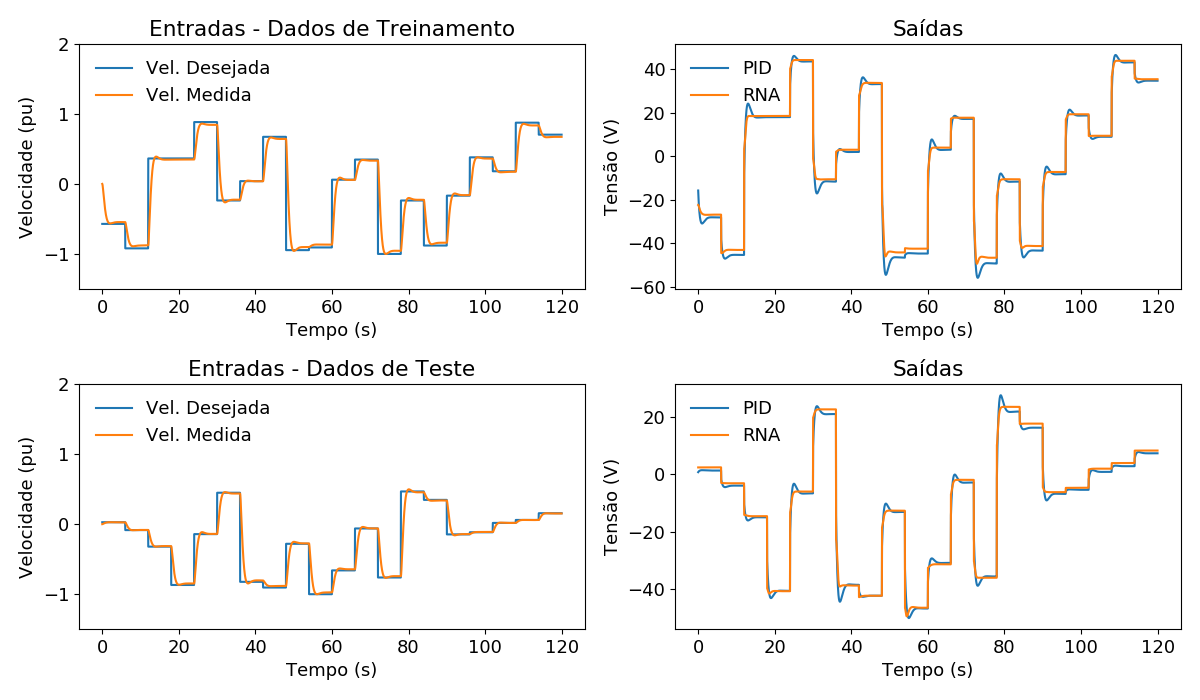 Entradas - Dados de Treinamento
Velocidade (pu)
2
1
0
−1
Vel. Desejada
Vel. Medida
0 20 40 60 80 100 120
Tempo (s)
Saídas
Tensão (V)
40
20
0
−20
−40
−60
PID
RNA
0 20 40 60 80 100 120
Tempo (s)
Entradas - Dados de Teste
Velocidade (pu)
2
1
0
−1
Vel. Desejada
Vel. Medida
0 20 40 60 80 100 120
Tempo (s)
Saídas
Tensão (V)
20
0
−20
−40
PID
RNA
0 20 40 60 80 100 120
Tempo (s)